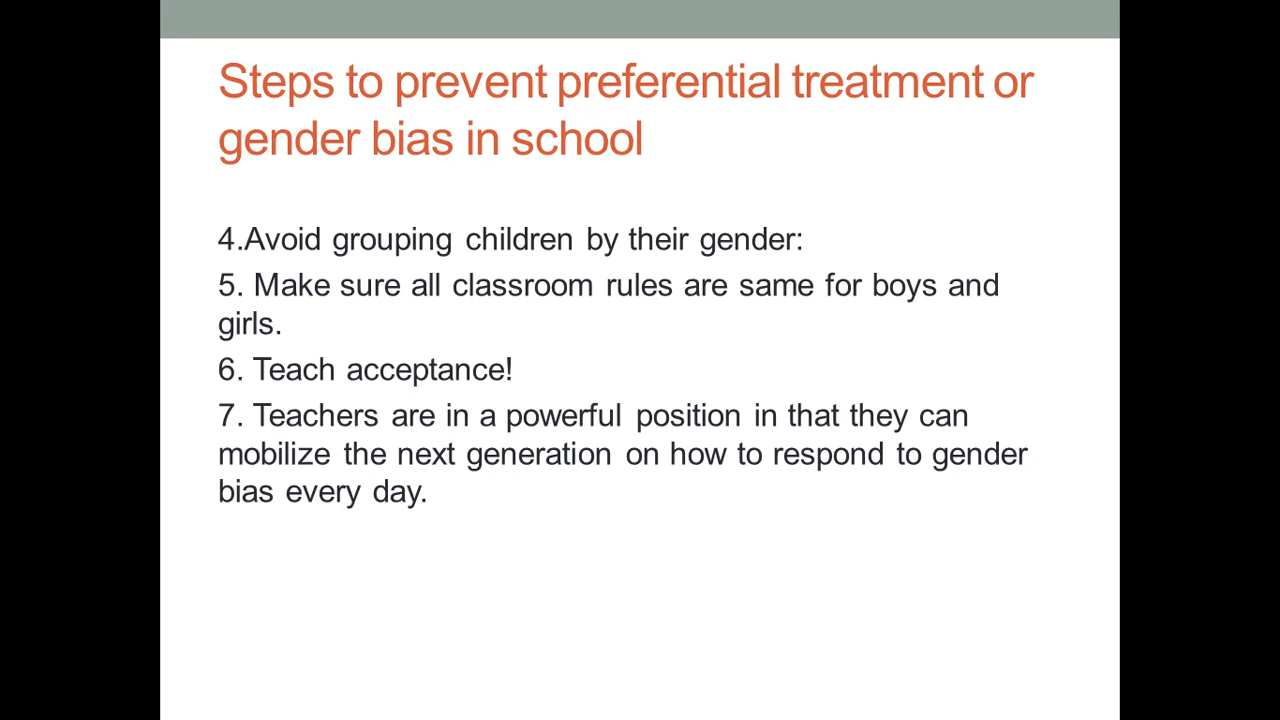 Steps to prevent preferential treatment or
gender bias in school
4.Avoid grouping children by their gender:
5. Make sure all classroom rules are same for boys and
girls.
6. Teach acceptance!
7. Teachers are in a powerful position in that they can
mobilize the next generation on how to respond to gender
bias every day.